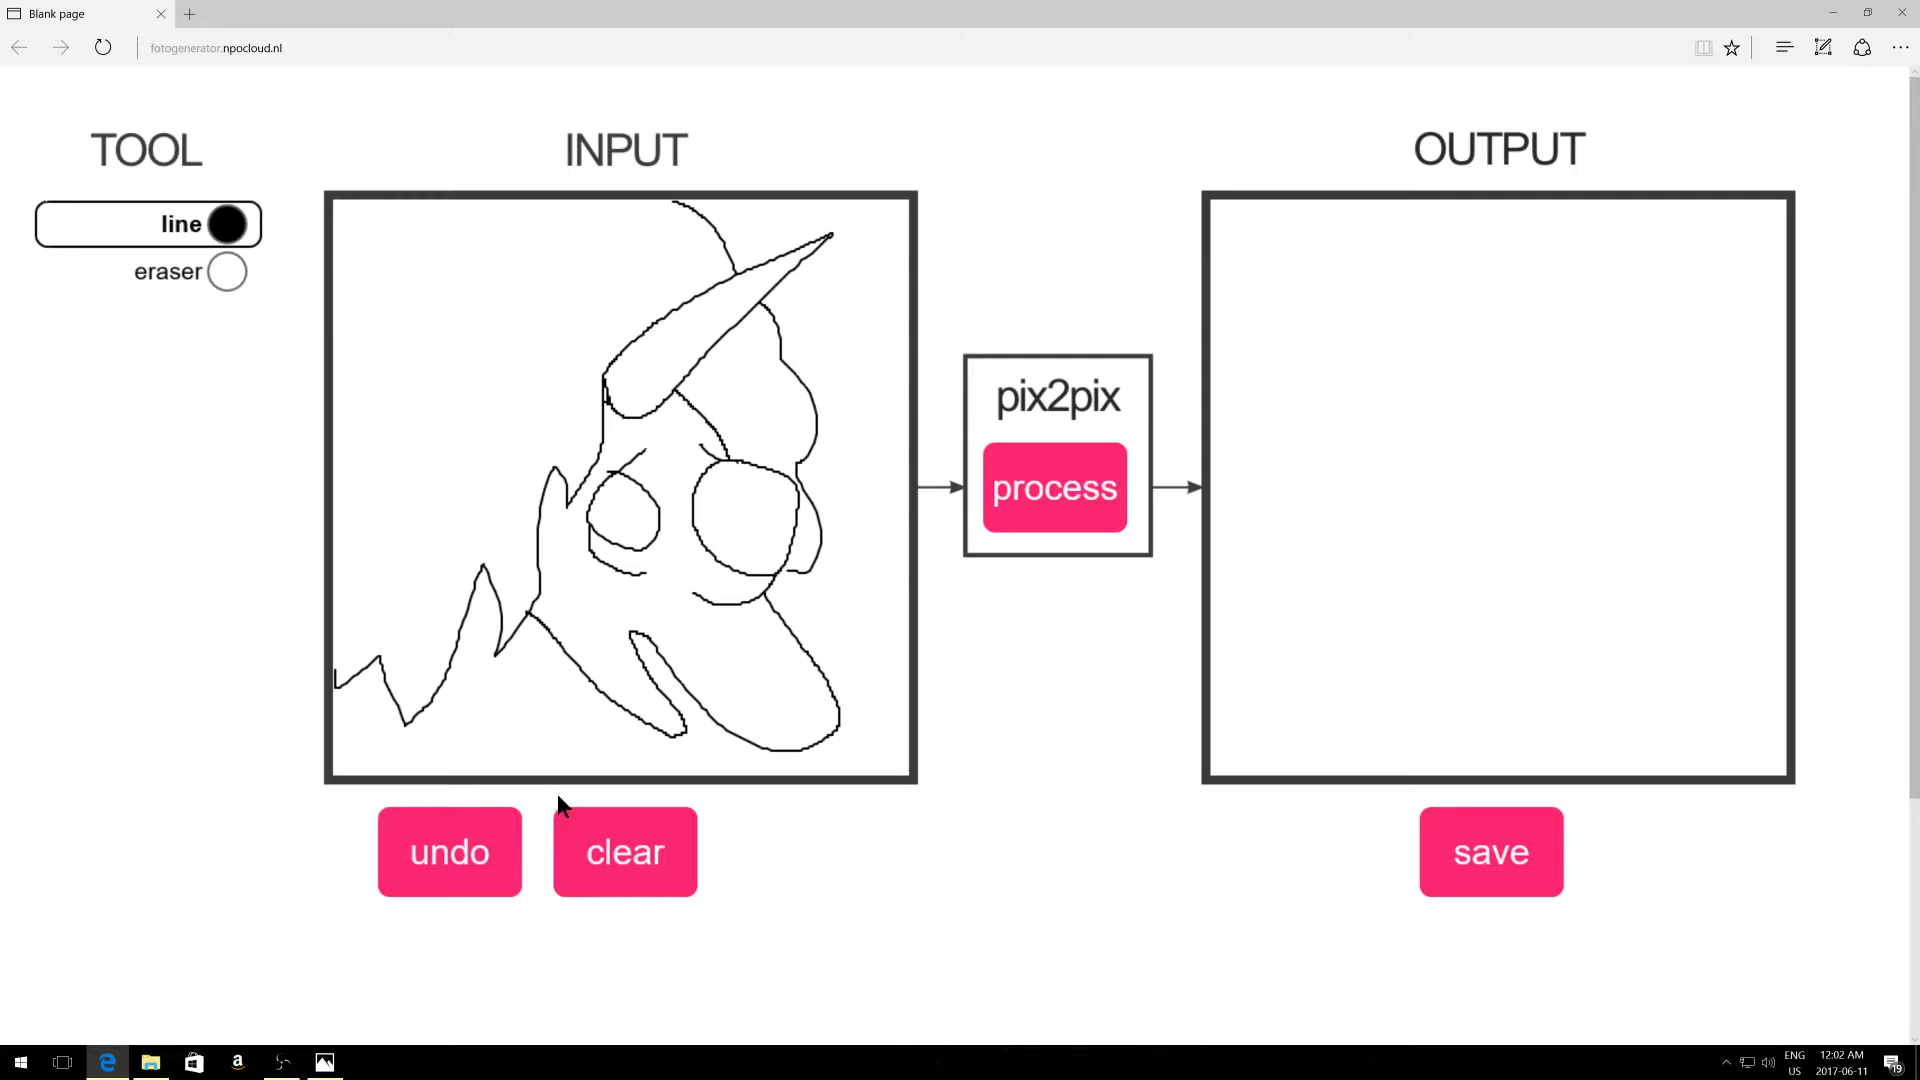 Blank page
fotogenerator.npocloud.nl
TOOL
INPUT
OUTPUT
line
eraser
pix2pix
process
undo
clear
save
a
ENG
US
12:02 AM
2017-06-11
19